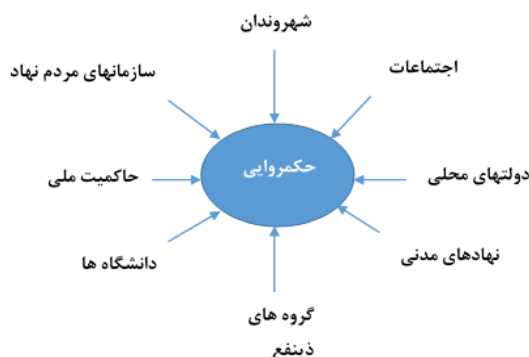 شهروندان
اجتماعات
سازمانهای مردم نهاد
حکمروایی
دولتهای محلی
حاکمیت ملی
نهادهای مدنی
دانشگاه ها
گروه های
ذینفع